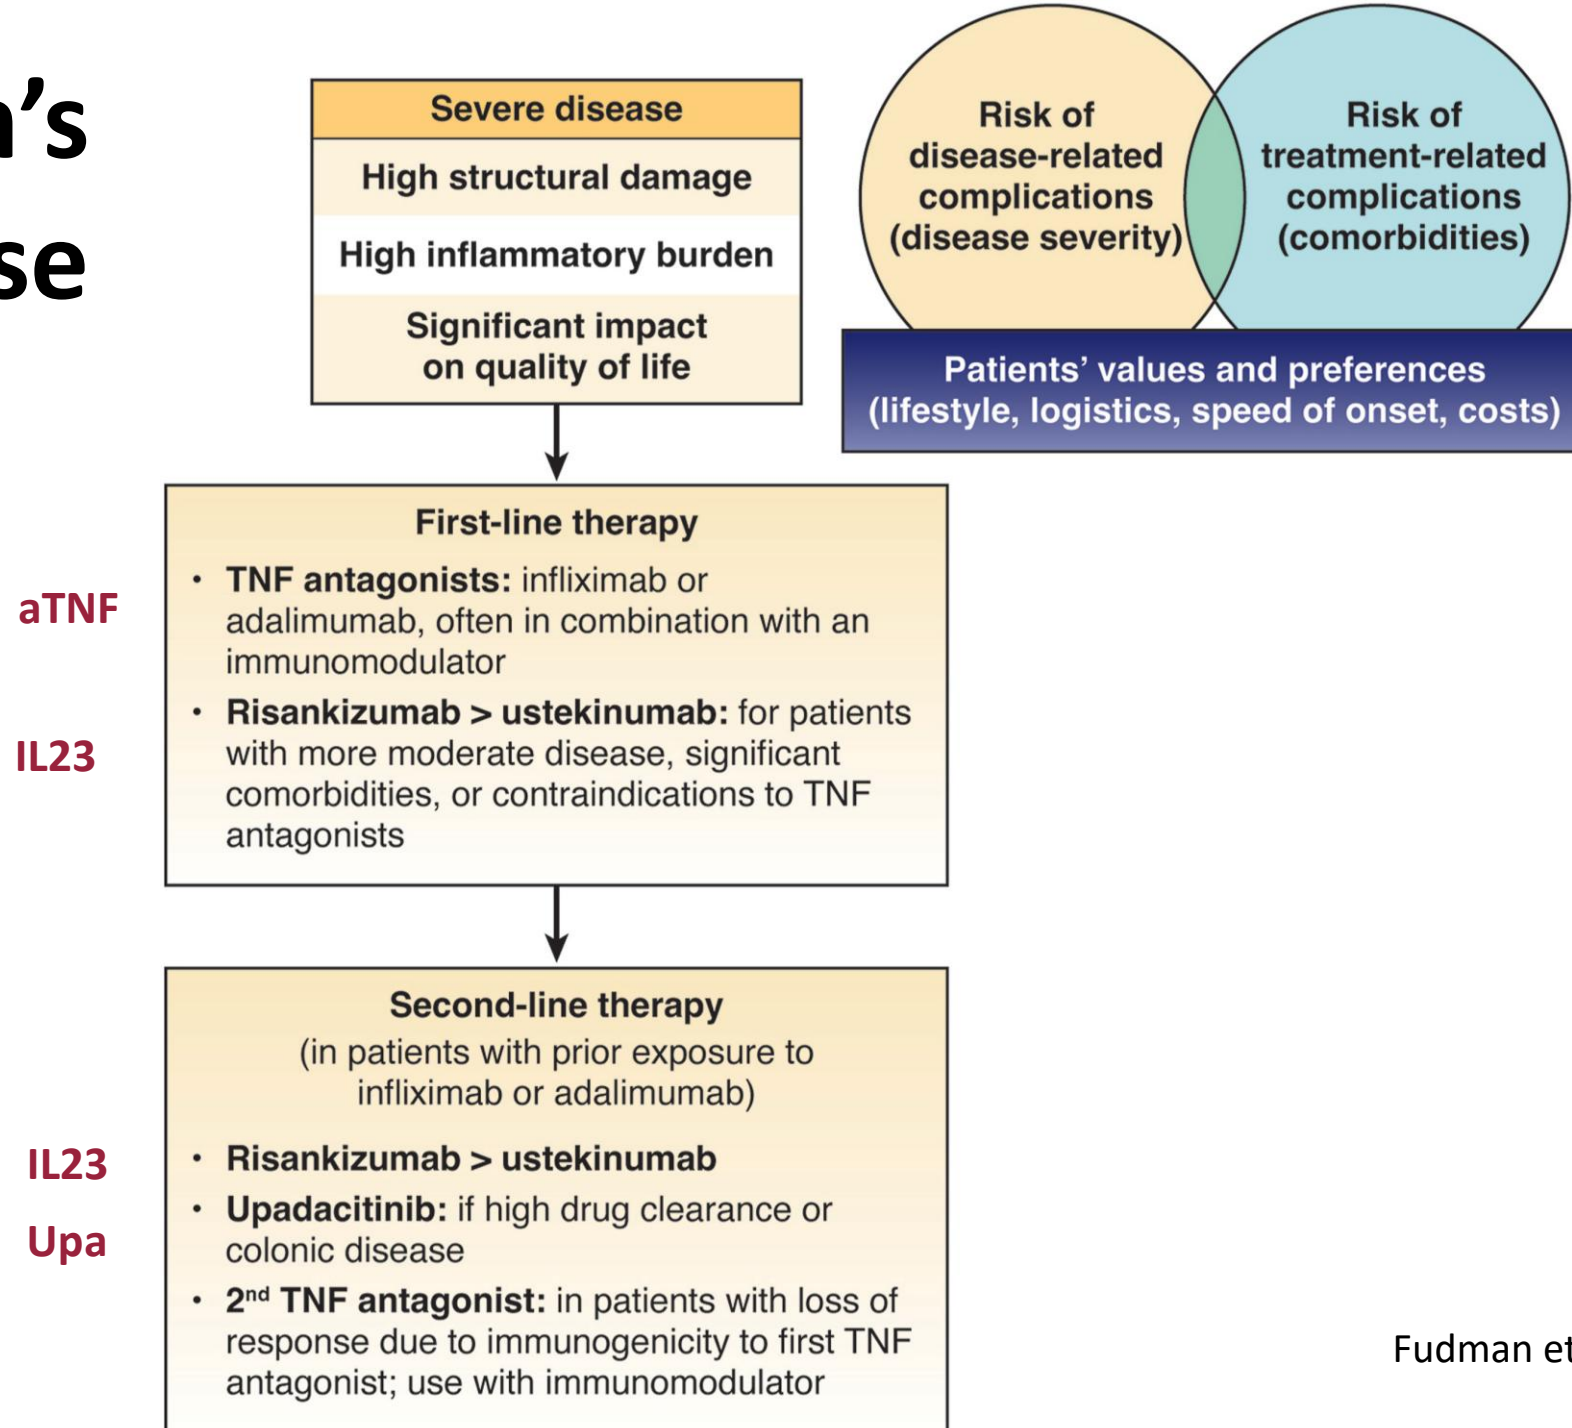 n’s
se
Severe disease
High structural damage
High inflammatory burden
Significant impact
on quality of life
Risk of
disease-related
complications
(disease severity)
Risk of
treatment-related
complications
(comorbidities)
Patients’ values and preferences
(lifestyle, logistics, speed of onset, costs)
First-line therapy
aTNF
• TNF antagonists: infliximab or
adalimumab, often in combination with an
immunomodulator
IL23
• Risankizumab > ustekinumab: for patients
with more moderate disease, significant
comorbidities, or contraindications to TNF
antagonists
Second-line therapy
(in patients with prior exposure to
infliximab or adalimumab)
IL23
• Risankizumab > ustekinumab
Upa
• Upadacitinib: if high drug clearance or
colonic disease
• 2nd TNF antagonist: in patients with loss of
response due to immunogenicity to first TNF
antagonist; use with immunomodulator
Fudman et